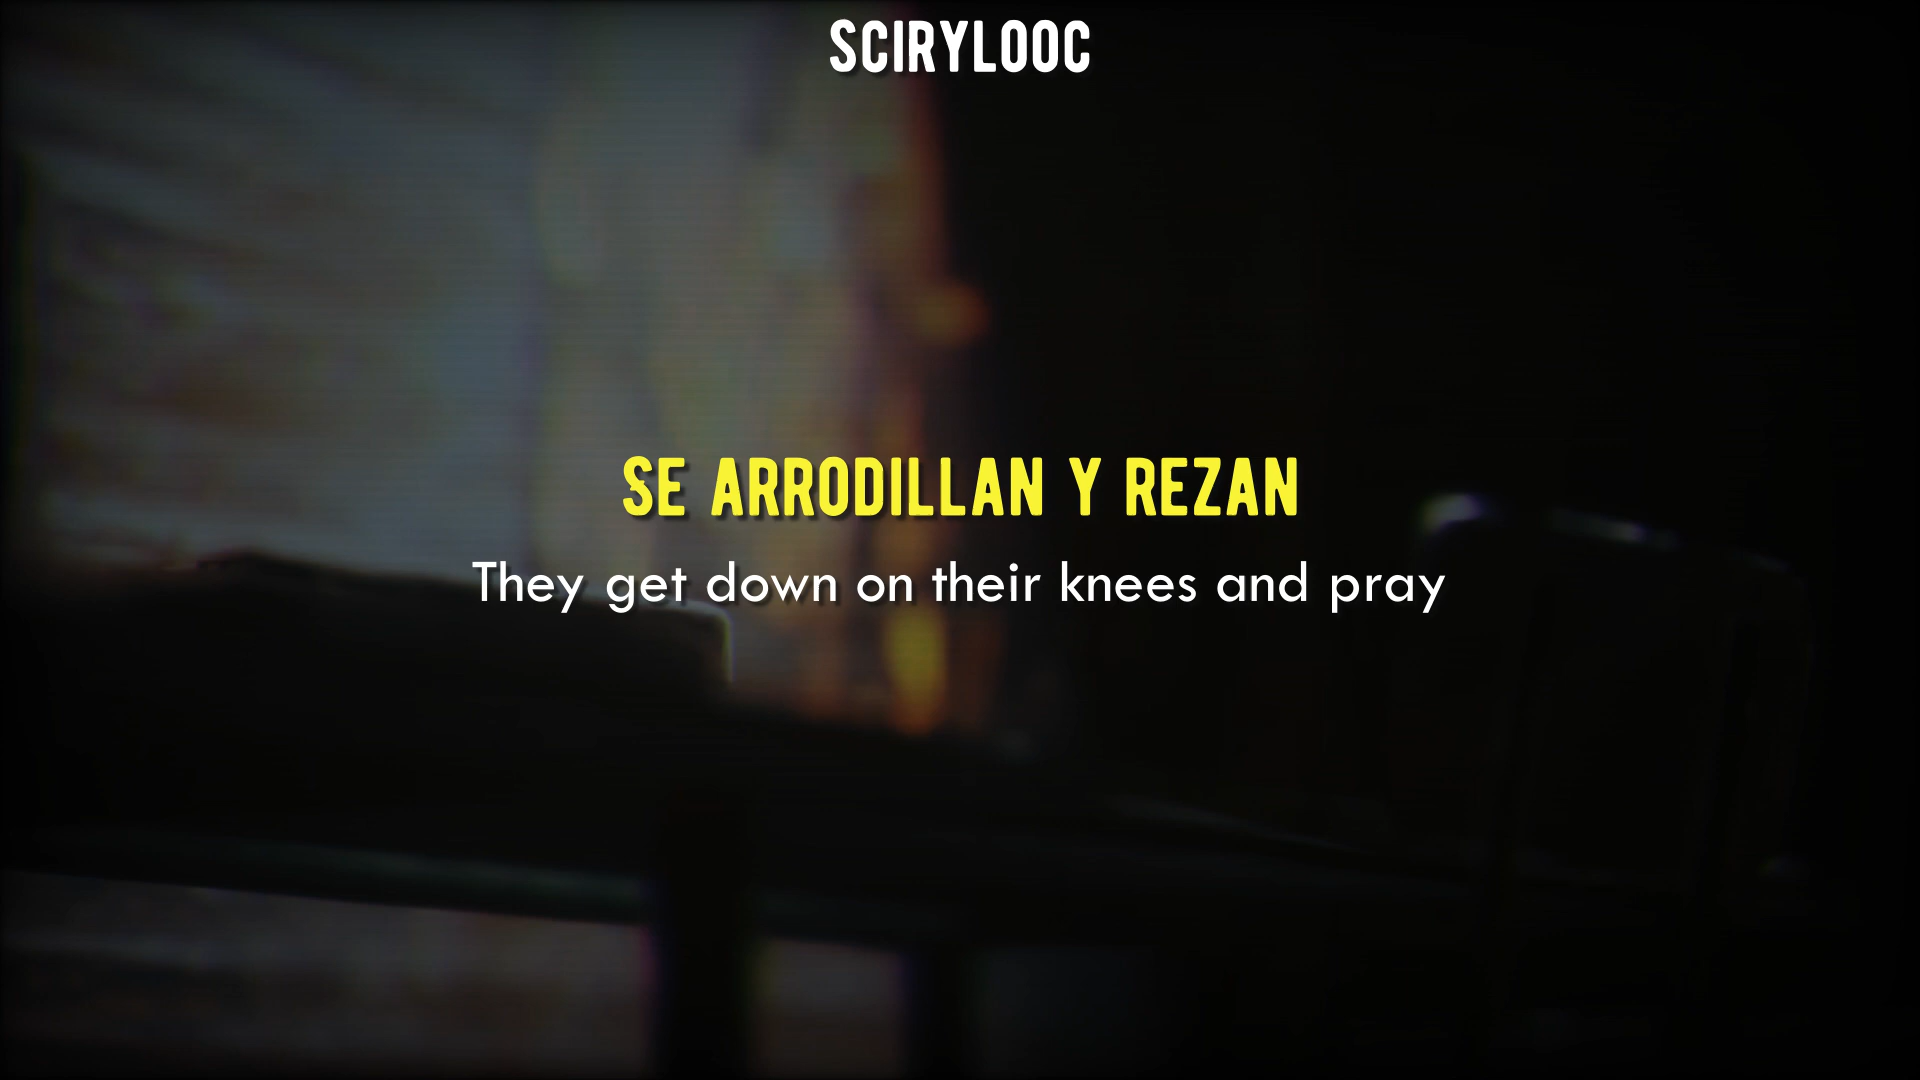 SCIRYLOOC
SE ARRODILLAN Y REZAN
They get down on their knees and pray